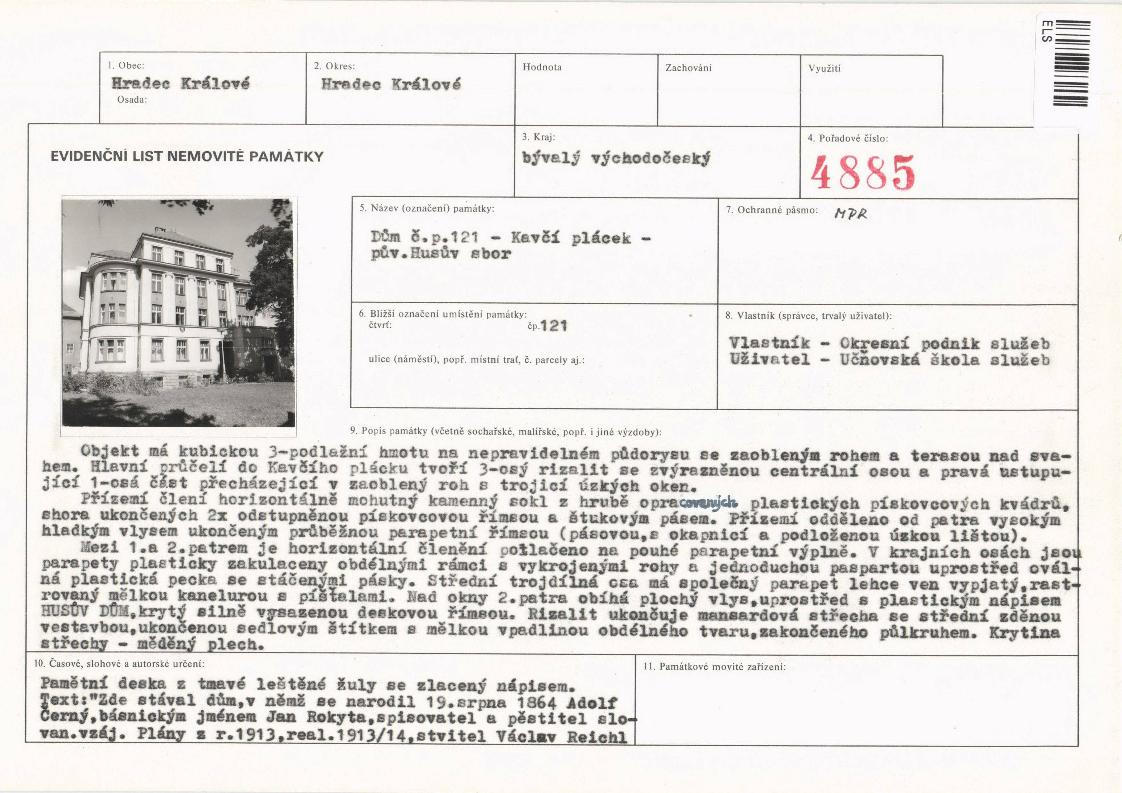 ELS
1. Obec:
Hradec Králové
Osada:
2. Okres:
Hradec Králové
Hodnota
Zachování
Využití
EVIDENČNÍ LIST NEMOVITÉ PAMÁTKY
3. Kraj:
bývalý východočeský
4. Pořadové číslo:
4885
5. Název (označení) památky:
Dům č.p.121 - Kavčí plácek -
pův.Husův sbor
7. Ochranné pásmo: MPR
6. Bližší označení umístění památky:
čtvrť: čp.121
ulice (náměstí), popř. místní trať, č. parcely aj.:
8. Vlastník (správce, trvalý uživatel):
Vlastník - Okresní podnik služeb
Uživatel - Učňovská škola služeb
9. Popis památky (včetně sochařské, malířské, popř. i jiné výzdoby):
Objekt má kubickou 3-podlažní hmotu na nepravidelném půdorysu se zaobleným rohem a terasou nad sva-
hem. Hlavní průčelí do Kavčího plácku tvoří 3-osý rizalit se zvýrazněnou centrální osou a pravá ustupu-
jící 1-osá část přecházející v zaoblený roh s trojicí úzkých oken.
Přízemí člení horizontálně mohutný kamenný sokl z hrubě opracovaných plastických pískovcových kvádrů,
shora ukončených 2x odstupněnou pískovcovou římsou a štukovým pásem. Přízemí odděleno od patra vysokým
hladkým vlysem ukončeným průběžnou parapetní římsou (pásovou,s okapnicí a podloženou úzkou lištou).
Mezi 1.a 2.patrem je horizontální členění potlačeno na pouhé parapetní výplně. V krajních osách jsou
parapety plasticky zakulaceny obdélnými rámci s vykrojenými rohy a jednoduchou paspartou uprostřed ovál-
ná plastická pecka se stáčenými pásky. Střední trojdílná osa má společný parapet lehce ven vypjatý,rast-
rovaný mělkou kanelurou s píšťalami. Nad okny 2.patra obíhá plochý vlys,uprostřed s plastickým nápisem
HUSŮV DŮM,krytý silně vysazenou deskovou římsou. Rizalit ukončuje mansardová střecha se střední zděnou
vestavbou,ukončenou sedlovým štítkem s mělkou vpadlinou obdélného tvaru,zakončeného půlkruhem. Krytina
střechy - měděný plech.
10. Časové, slohové a autorské určení:
Pamětní deska z tmavé leštěné žuly se zlacený nápisem.
Text:"Zde stával dům,v němž se narodil 19.srpna 1864 Adolf
Černý,básnickým jménem Jan Rokyta,spisovatel a pěstitel slo-
van.vzáj. Plány z r.1913,real.1913/14,stvitel Václav Reichl
11. Památkové movité zařízení: